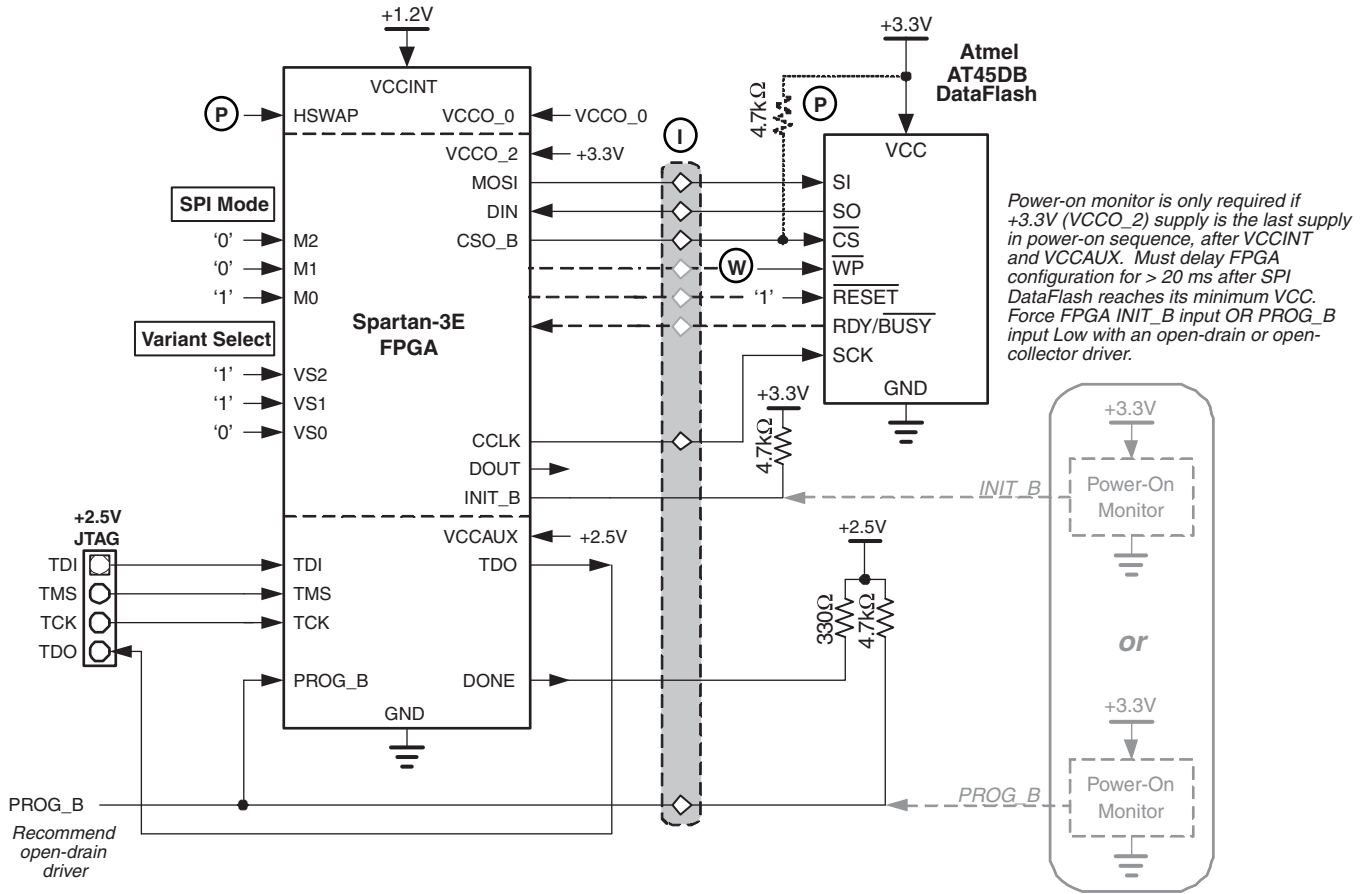 +1.2V
VCCINT
P
HSWAP
VCCO_0
VCCO_0
VCCO_2
+3.3V
MOSI
DIN
CSO_B
SPI Mode
'0'
M2
'0'
M1
'1'
M0
Variant Select
'1'
VS2
'1'
VS1
'0'
VS0
Spartan-3E
FPGA
CCLK
DOUT
INIT_B
VCCAUX
+2.5V
TDO
+2.5V
JTAG
TDI
TMS
TCK
TDO
TDI
TMS
TCK
PROG_B
DONE
GND
PROG_B
Recommend
open-drain
driver
I
W
'1'
+3.3V
4.7kΩ
P
Atmel
AT45DB
DataFlash
VCC
SI
SO
CS
WP
RESET
RDY/BUSY
SCK
GND
+3.3V
4.7kΩ
+2.5V
330Ω
4.7kΩ
Power-on monitor is only required if
+3.3V (VCCO_2) supply is the last supply
in power-on sequence, after VCCINT
and VCCAUX. Must delay FPGA
configuration for > 20 ms after SPI
DataFlash reaches its minimum VCC.
Force FPGA INIT_B input OR PROG_B
input Low with an open-drain or open-
collector driver.
+3.3V
INIT_B
Power-On
Monitor
or
+3.3V
PROG_B
Power-On
Monitor